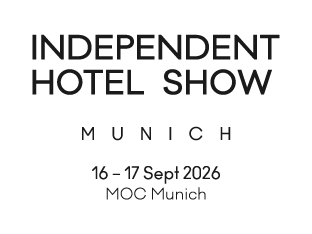 INDEPENDENT
HOTEL SHOW
MUNICH
16 – 17 Sept 2026
MOC Munich